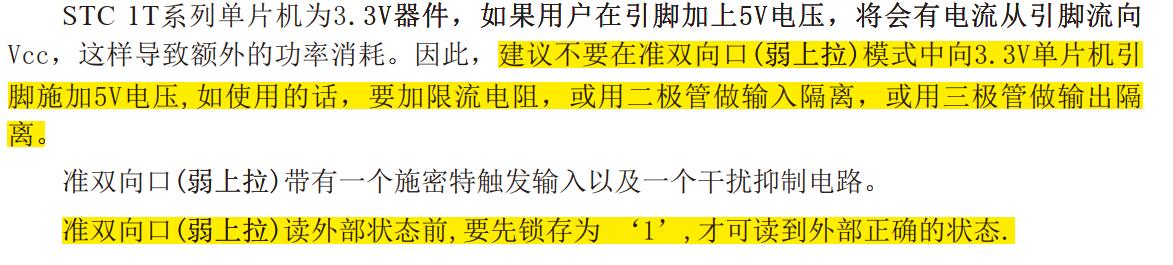 STC 1T系列单片机为3.3V器件，如果用户在引脚加上5V电压，将会有电流从引脚流向
Vcc，这样导致额外的功率消耗。因此，建议不要在准双向口(弱上拉)模式中向3.3V单片机引
脚施加5V电压,如使用的话，要加限流电阻，或用二极管做输入隔离，或用三极管做输出隔
离。
准双向口(弱上拉)带有一个施密特触发输入以及一个干扰抑制电路。
准双向口(弱上拉)读外部状态前,要先锁存为 ‘1’,才可读到外部正确的状态.